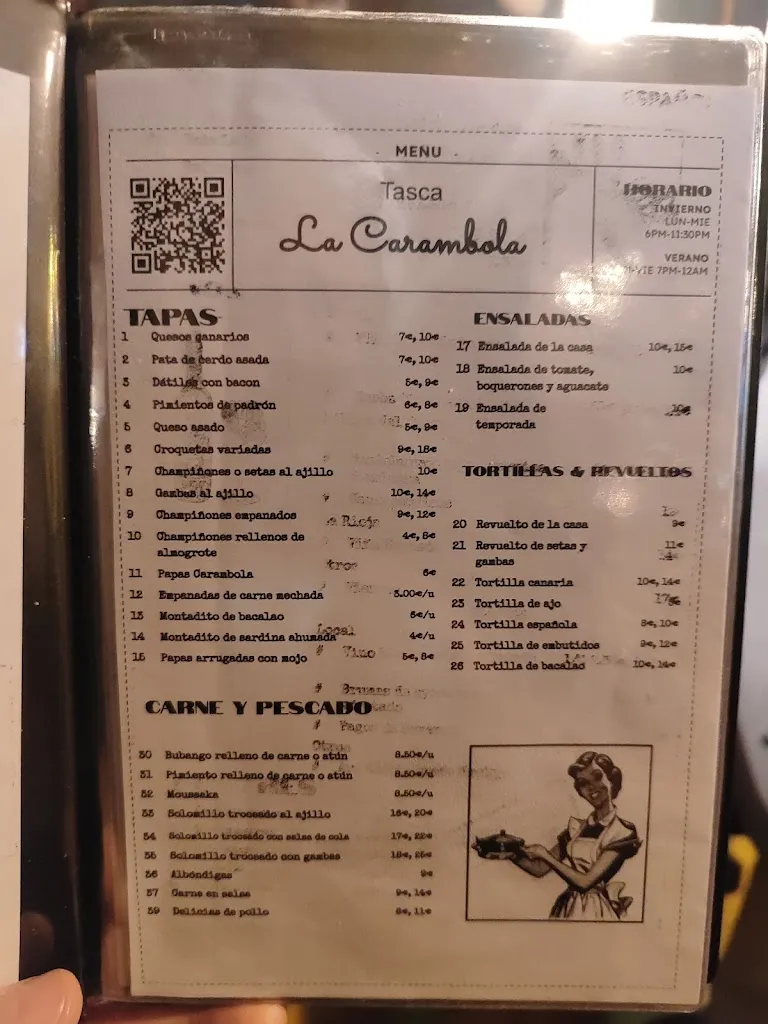 MENU
Tasca
La Carambola
HORARIO
INVIERNO
LUN-MIE
6PM-11:30PM
VERANO
7PM-12AM
TAPAS
1 Quesos canarios 7€, 10€
2 Pata de cerdo asada 7€, 10€
3 Dátiles con bacon 5€, 9€
4 Pimientos de padrón 6€, 8€
5 Queso asado 5€, 9€
6 Croquetas variadas 9€, 18€
7 Champiñones o setas al ajillo 10€
8 Gambas al ajillo 10€, 14€
9 Champiñones empanados 9€, 12€
10 Champiñones rellenos de
almogrote 4€, 8€
11 Papas Carambola 6€
12 Empanadas de carne mechada 3.00€/u
13 Montadito de bacalao 6€/u
14 Montadito de sardina ahumada 4€/u
15 Papas arrugadas con mojo 5€, 8€
CARNE Y PESCADO
30 Bubango relleno de carne o atún 8.50€/u
31 Pimiento relleno de carne o atún 8.50€/u
32 Moussaka 8.50€/u
33 Solomillo troceado al ajillo 16€, 20€
34 Solomillo troceado con salsa de cola 17€, 22€
35 Solomillo troceado con gambas 18€, 25€
36 Albóndigas 9€
37 Carne en salsa 9€, 14€
39 Delicias de pollo 8€, 11€
ENSALADAS
17 Ensalada de la casa 10€, 15€
18 Ensalada de tomate,
boquerones y aguacate 10€
19 Ensalada de
temporada 10€
TORTILLAS & REVUELTOS
20 Revuelto de la casa 9€
21 Revuelto de setas y
gambas 11€
22 Tortilla canaria 10€, 14€
23 Tortilla de ajo
24 Tortilla española 8€, 10€
25 Tortilla de embutidos 9€, 12€
26 Tortilla de bacalao 10€, 14€